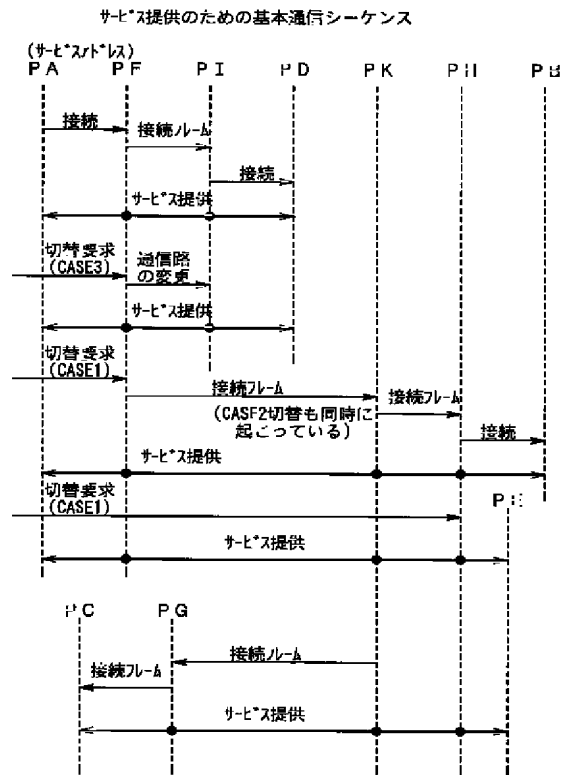 サービス提供のための基本通信シーケンス
(サービスアドレス)
PA PF PI PD PK PH PB
接続
接続フレーム
接続
サービス提供
切替要求
(CASE3)
通信路
の変更
サービス提供
切替要求
(CASE1)
接続フレーム
接続フレーム
(CASE2切替も同時に
起こっている)
接続
サービス提供
切替要求
(CASE1)
PE
サービス提供
PC PG
接続フレーム
接続フレーム
サービス提供